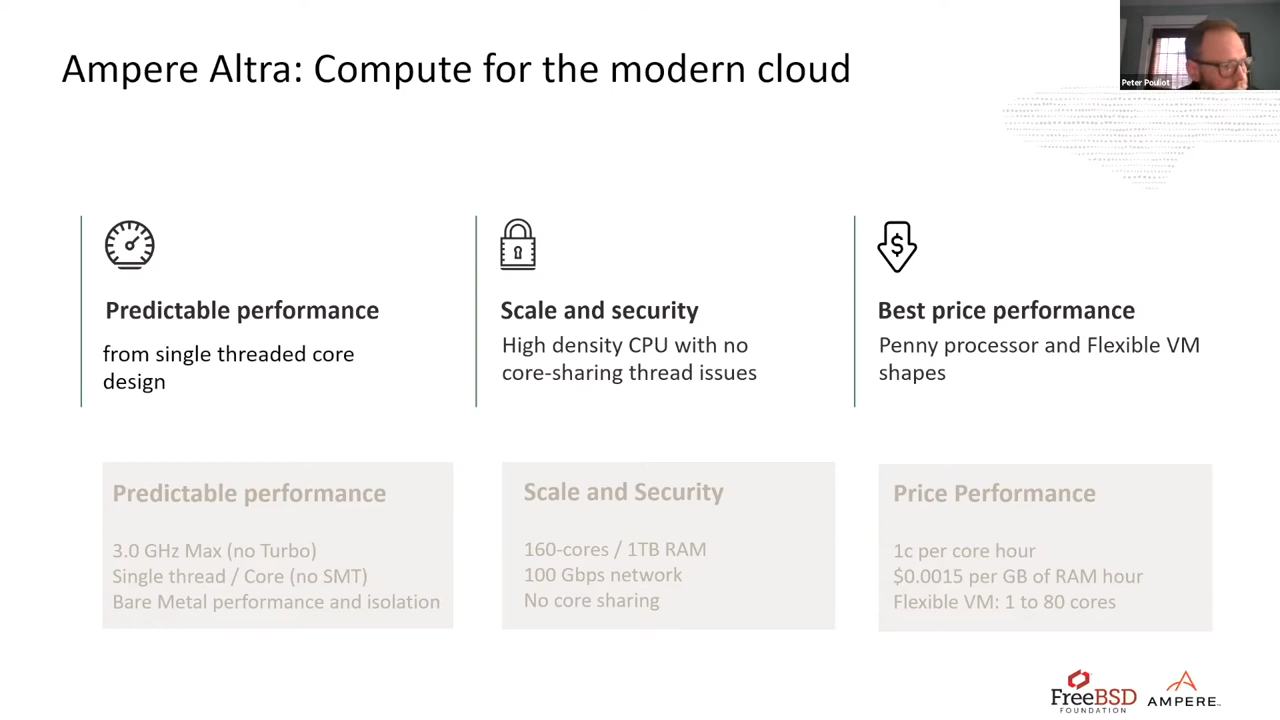 Ampere Altra: Compute for the modern cloud
Peter Pouliot
Predictable performance
from single threaded core
design
Scale and security
High density CPU with no
core-sharing thread issues
$
Best price performance
Penny processor and Flexible VM
shapes
Predictable performance
3.0 GHz Max (no Turbo)
Single thread / Core (no SMT)
Bare Metal performance and isolation
Scale and Security
160-cores / 1TB RAM
100 Gbps network
No core sharing
Price Performance
1c per core hour
$0.0015 per GB of RAM hour
Flexible VM: 1 to 80 cores
FreeBSD
FOUNDATION
AMPERE